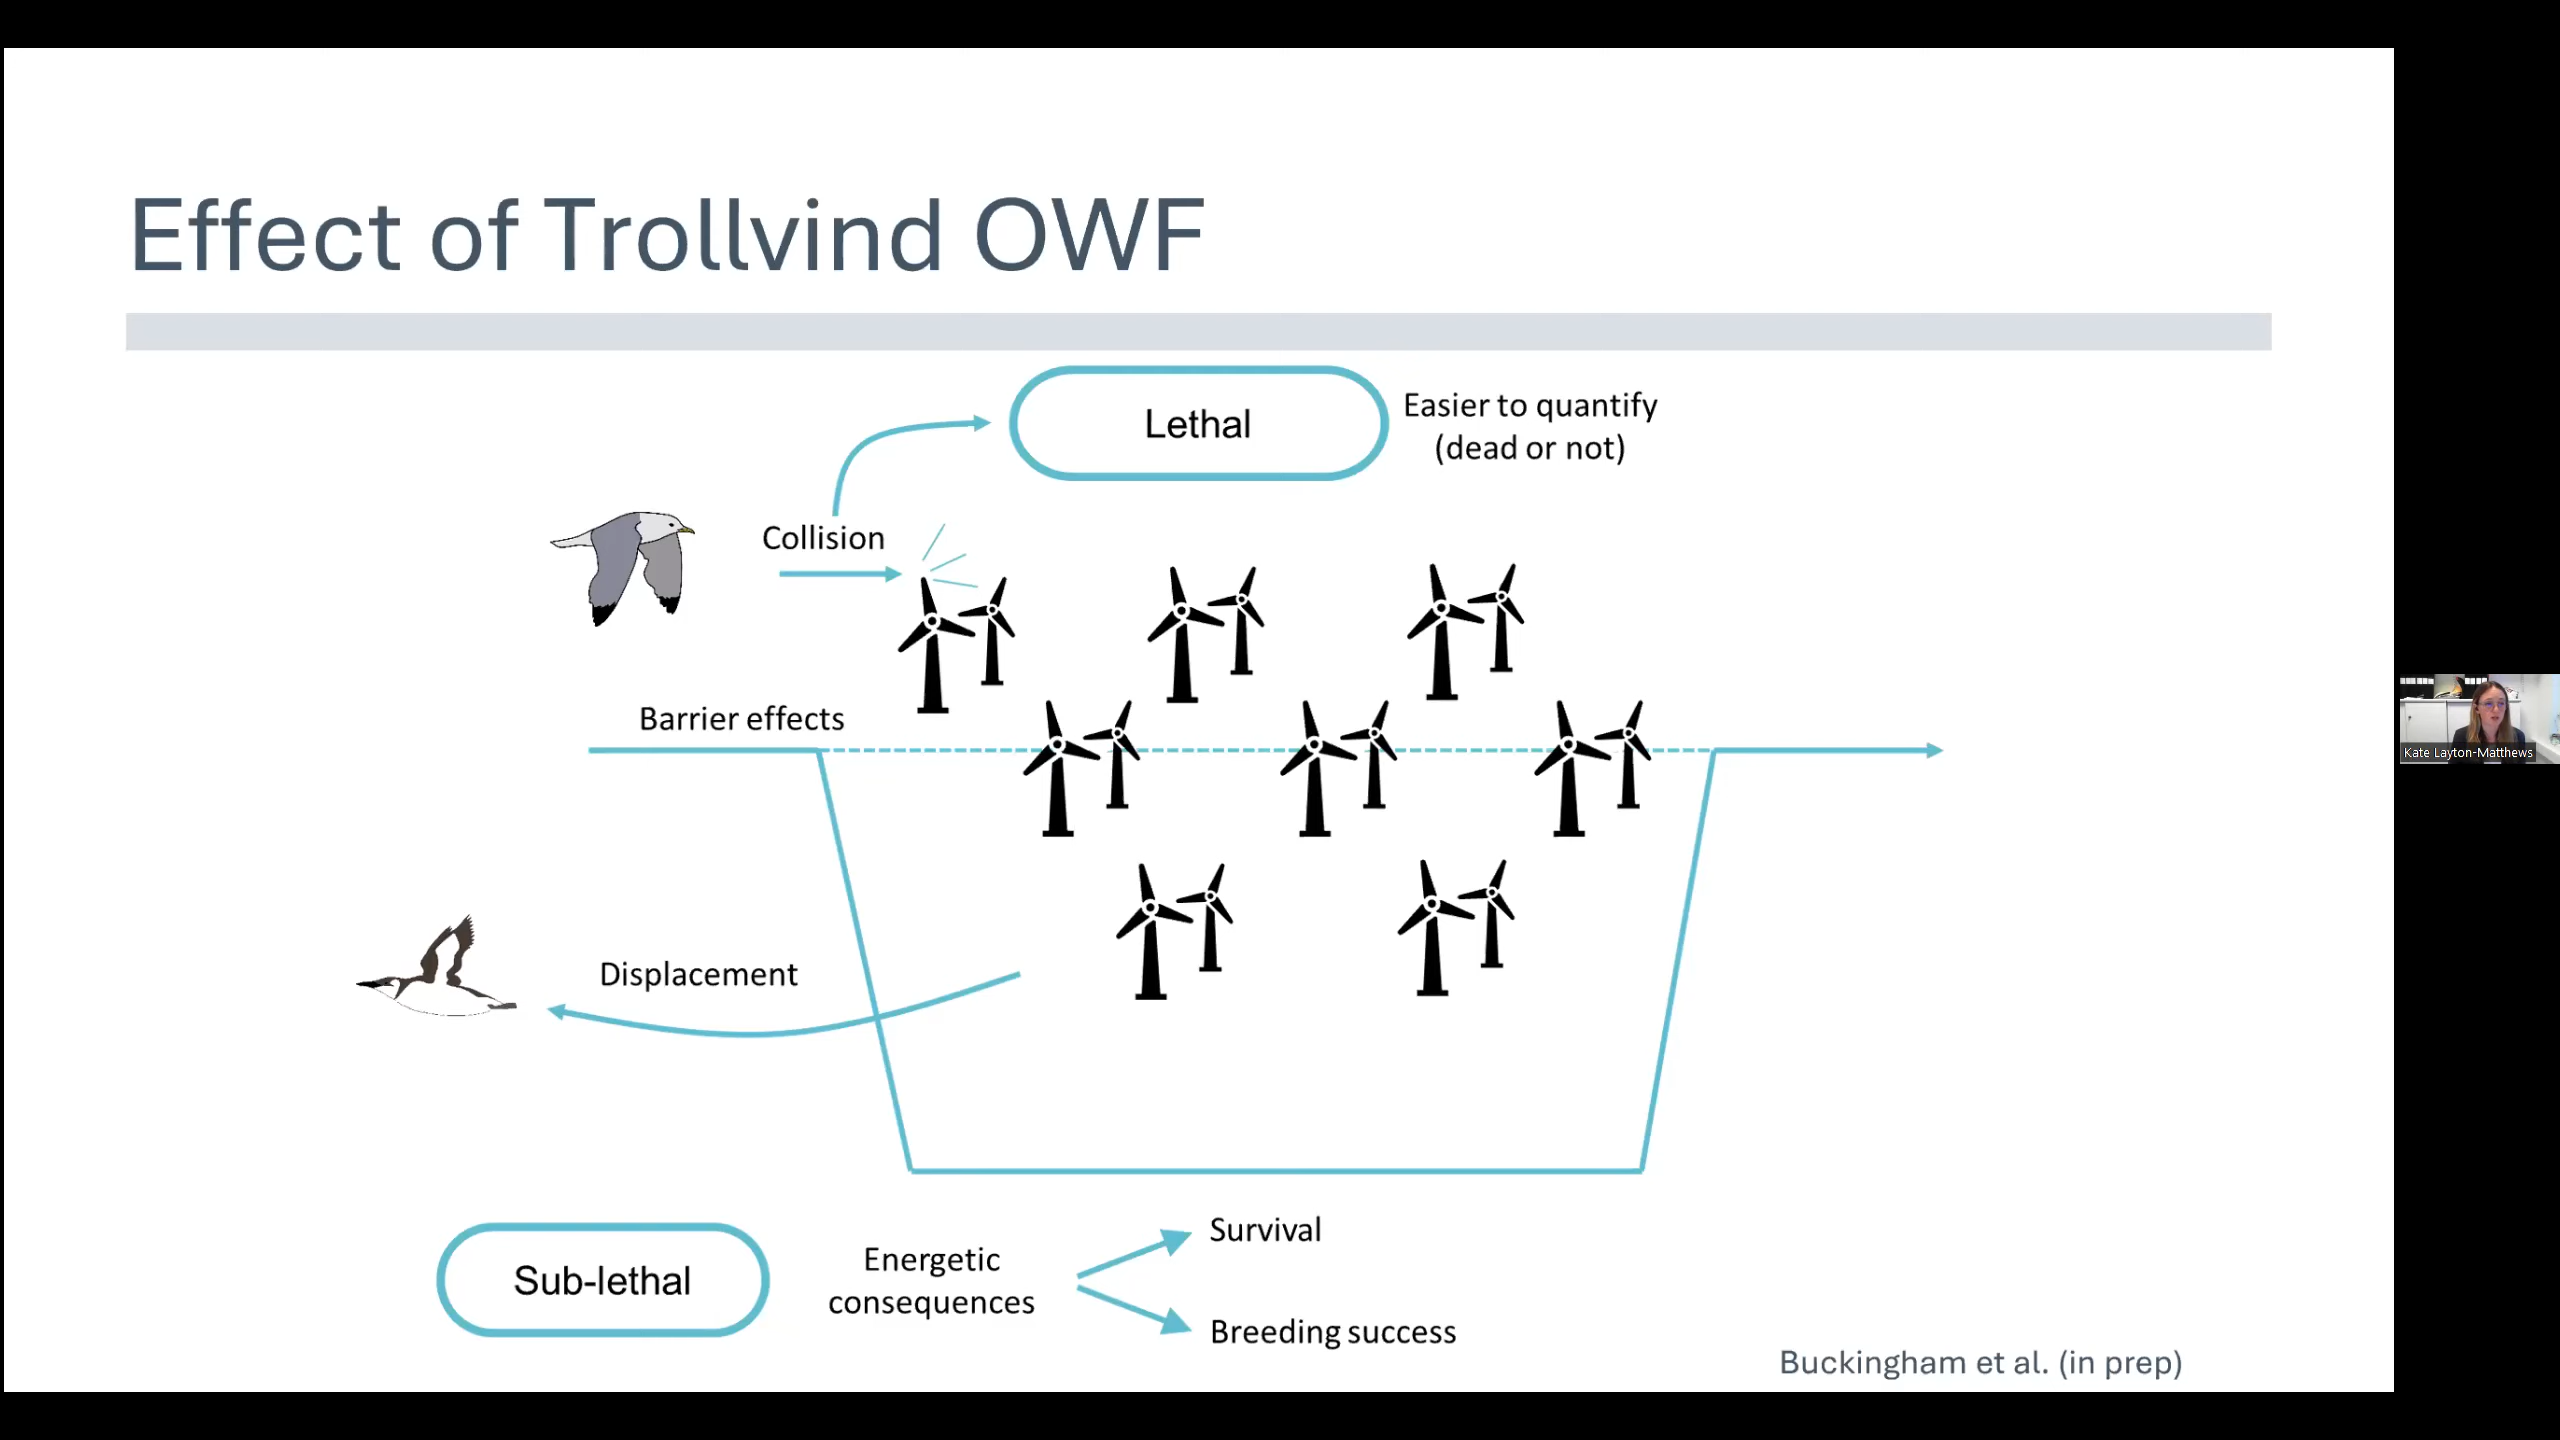 Effect of Trollvind OWF
Lethal
Easier to quantify
(dead or not)
Collision
Barrier effects
Displacement
Sub-lethal
Energetic
consequences
Survival
Breeding success
Buckingham et al. (in prep)
Kate Layton-Matthews